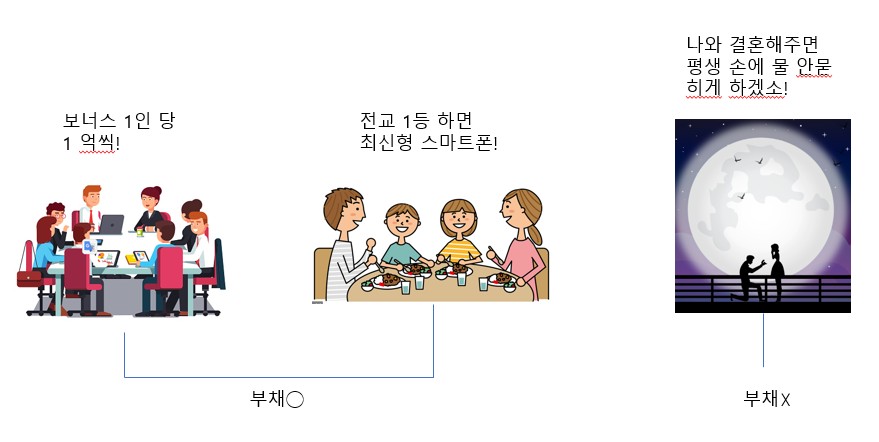 나와 결혼해주면
평생 손에 물 안묻
히게 하겠소!
보너스 1인 당
1 억씩!
전교 1등 하면
최신형 스마트폰!
부채◯
부채X